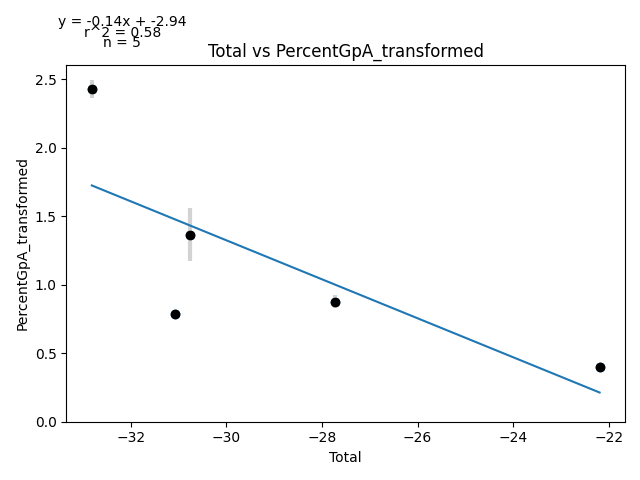 y = -0.14x + -2.94
r^2 = 0.58
n = 5
Total vs PercentGpA_transformed
PercentGpA_transformed
2.5
2.0
1.5
1.0
0.5
0.0
−32
−30
−28
−26
−24
−22
Total